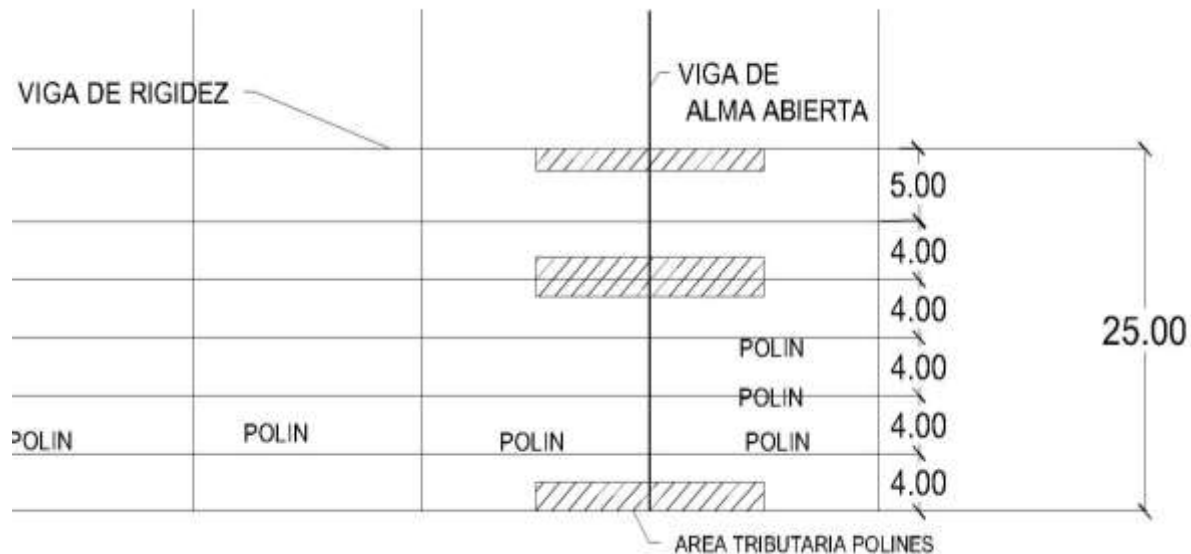 VIGA DE RIGIDEZ
VIGA DE
ALMA ABIERTA
5.00
4.00
4.00
25.00
POLIN
4.00
POLIN
POLIN
POLIN
POLIN
POLIN
4.00
4.00
AREA TRIBUTARIA POLINES